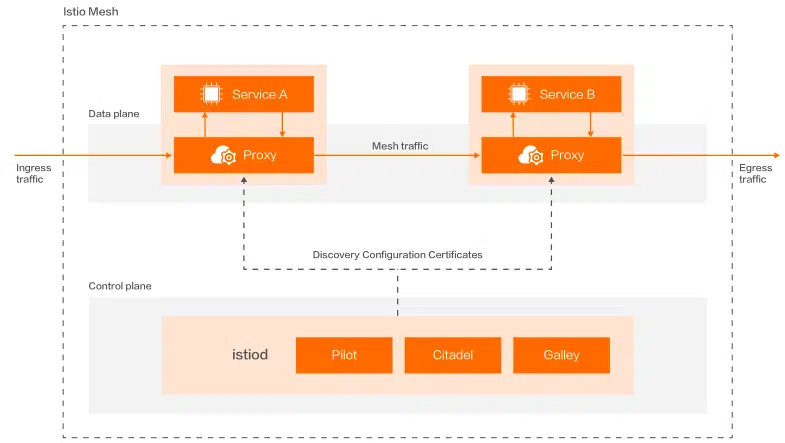 Istio Mesh
Service A
Service B
Data plane
Proxy
Mesh traffic
Proxy
Ingress
traffic
Egress
traffic
Discovery Configuration Certificates
Control plane
istiod
Pilot
Citadel
Galley